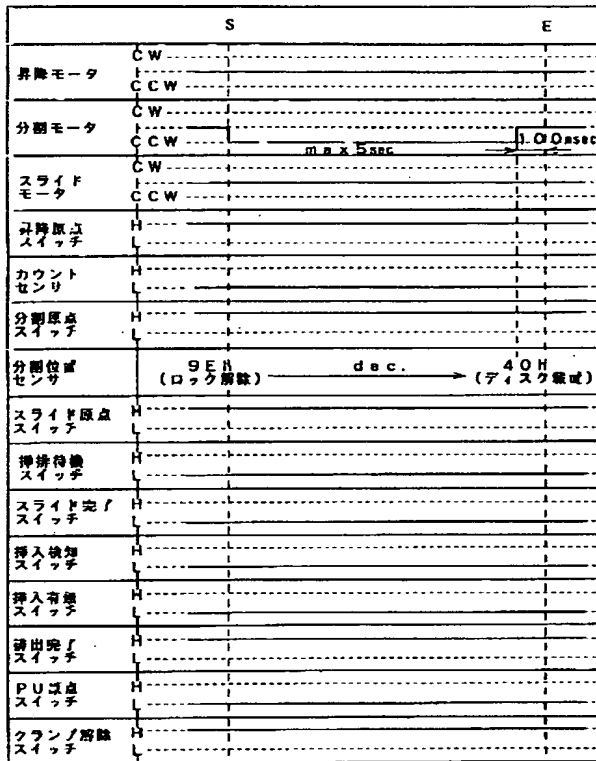 S E
昇降モータ CW
CCW
分割モータ CW
CCW max 5sec 100msec
スライド CW
モータ CCW
昇降原点 H
スイッチ L
カウント H
センサ L
分割原点 H
スイッチ L
分割位置 9EH dec. 40H
センサ (ロック解除) (ディスク載置)
スライド原点 H
スイッチ L
挿排待機 H
スイッチ L
スライド完了 H
スイッチ L
挿入検知 H
スイッチ L
挿入有無 H
スイッチ L
排出完了 H
スイッチ L
PU原点 H
スイッチ L
クランプ解除 H
スイッチ L